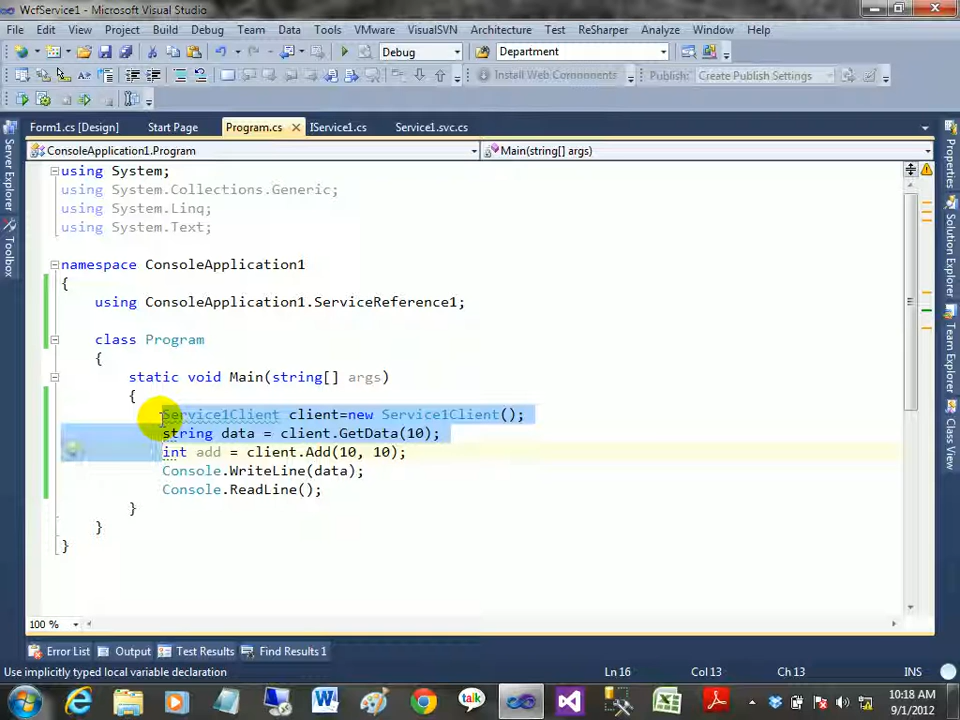 WcfService1 - Microsoft Visual Studio
File Edit View Project Build Debug Team Data Tools VMware VisualSVN Architecture Test ReSharper Analyze Window Help
Debug Department
Install Web Components Publish: Create Publish Settings
Form1.cs [Design] Start Page Program.cs IService1.cs Service1.svc.cs
ConsoleApplication1.Program Main(string[] args)
Server Explorer
Toolbox
Properties
Solution Explorer
Team Explorer
Class View
using System;
using System.Collections.Generic;
using System.Linq;
using System.Text;
namespace ConsoleApplication1
{
using ConsoleApplication1.ServiceReference1;
class Program
{
static void Main(string[] args)
{
Service1Client client=new Service1Client();
string data = client.GetData(10);
int add = client.Add(10, 10);
Console.WriteLine(data);
Console.ReadLine();
}
}
}
100 %
Error List Output Test Results Find Results 1
Use implicitly typed local variable declaration Ln 16 Col 13 Ch 13 INS
talk
10:18 AM
9/1/2012